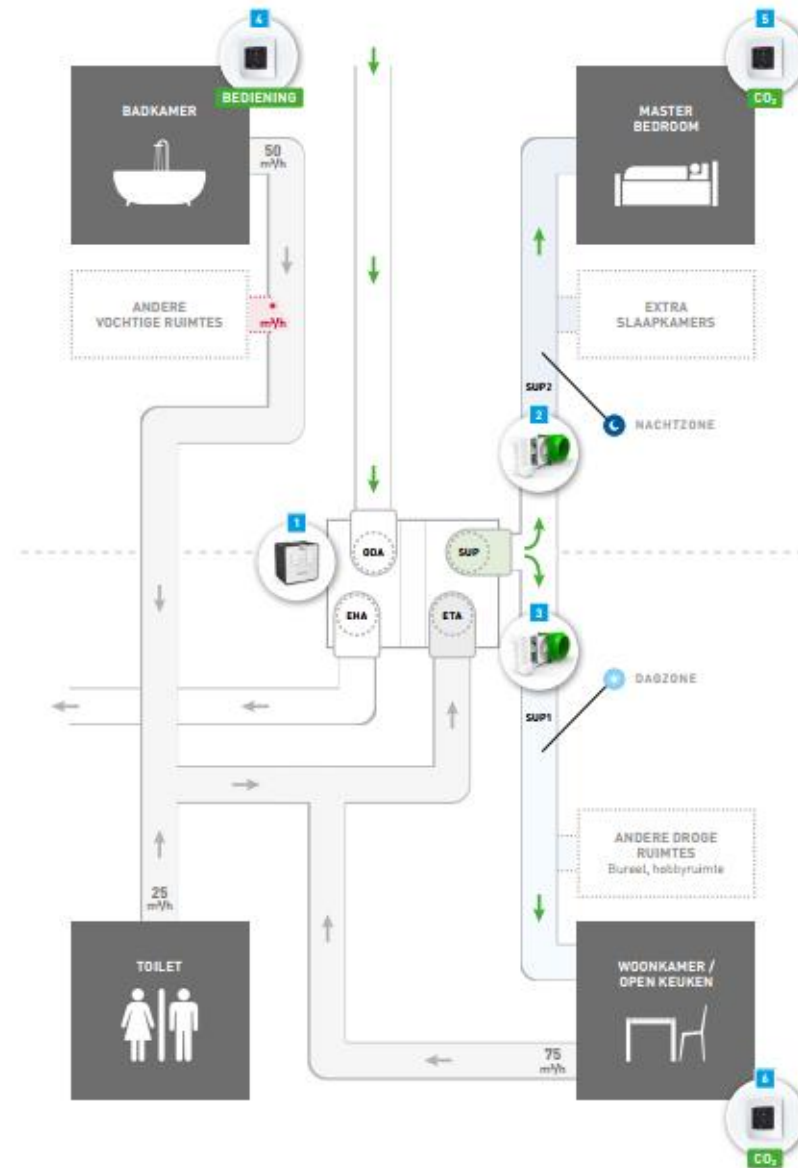 4
BEDIENING
BADKAMER
50
m³/h
ANDERE
VOCHTIGE RUIMTES
*
m³/h
5
CO₂
MASTER
BEDROOM
EXTRA
SLAAPKAMERS
SUP2
2
NACHTZONE
1
ODA
SUP
EHA
ETA
3
SUP1
DAGZONE
ANDERE DROGE
RUIMTES
Bureel, hobbyruimte
25
m³/h
TOILET
WOONKAMER /
OPEN KEUKEN
75
m³/h
6
CO₂